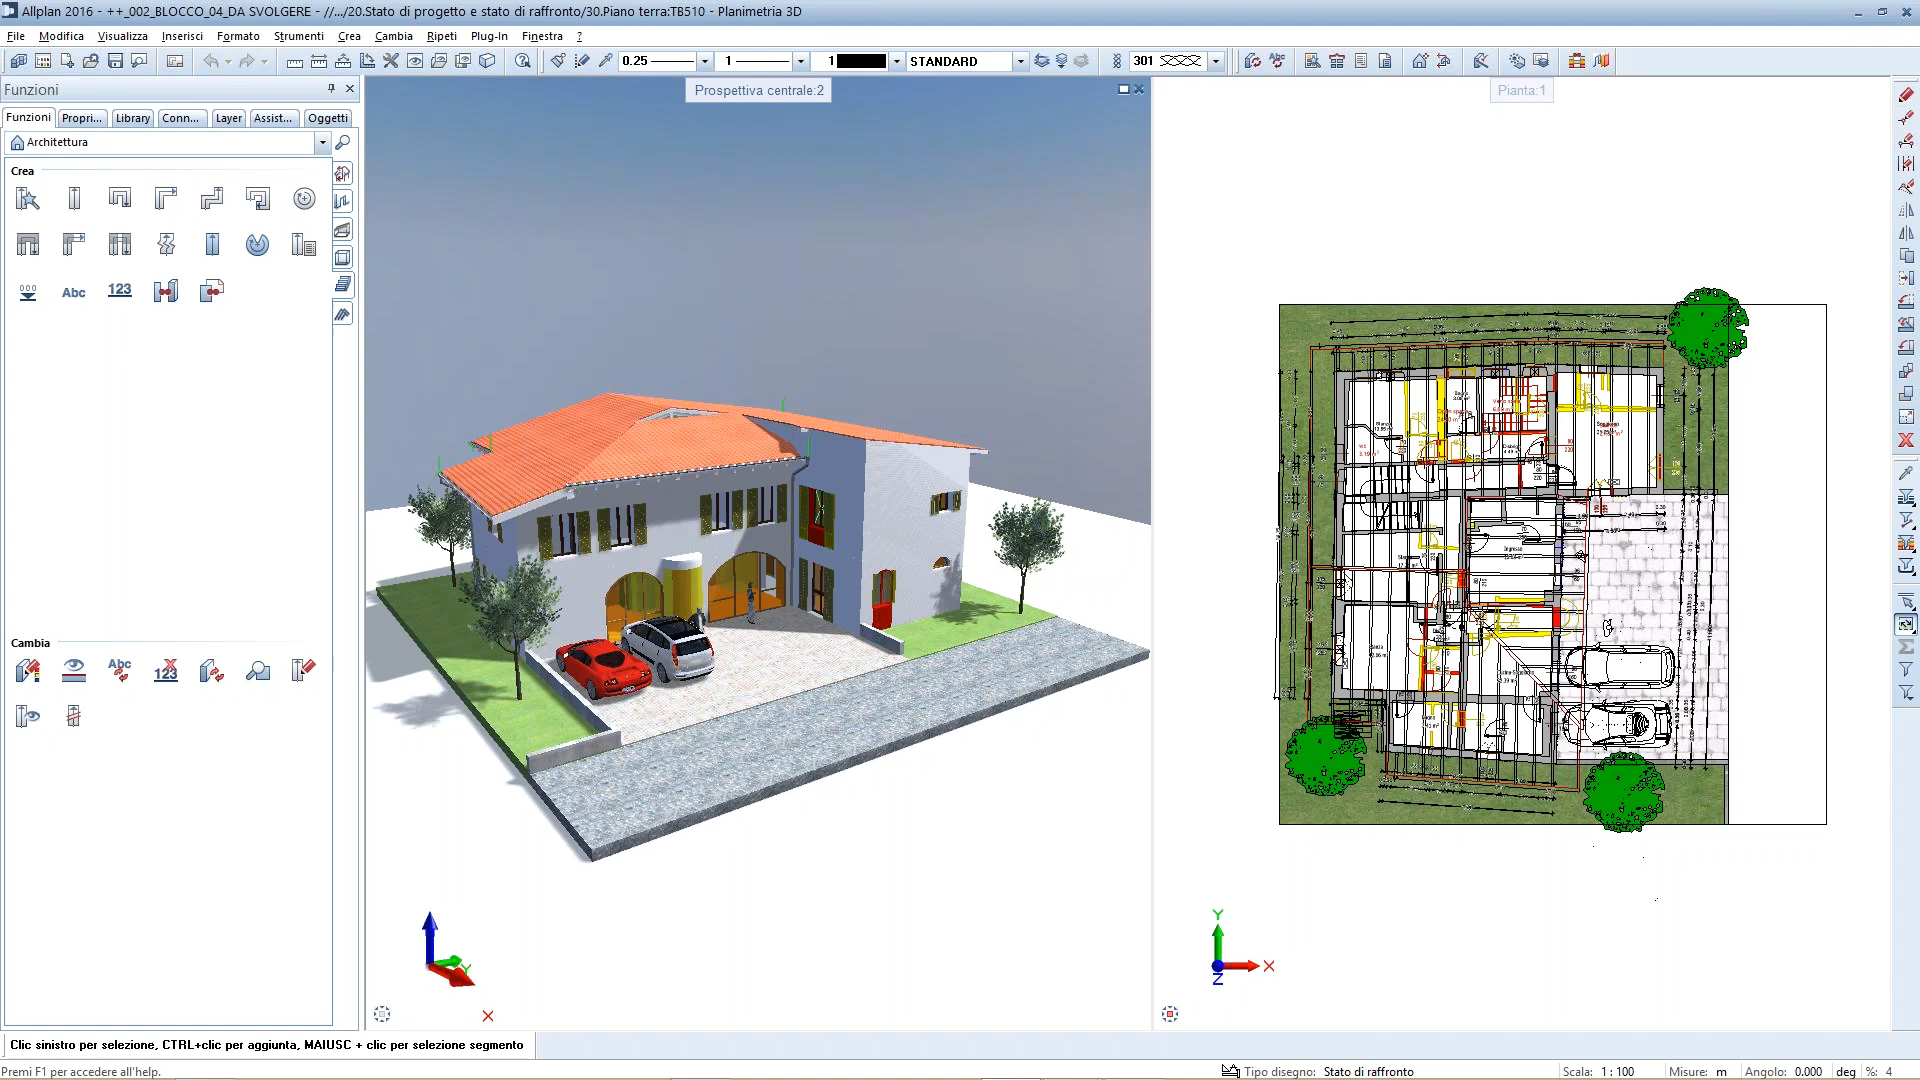 Allplan 2016 - ++_002_BLOCCO_04_DA SVOLGERE - //.../20.Stato di progetto e stato di raffronto/30.Piano terra:TB510 - Planimetria 3D
File Modifica Visualizza Inserisci Formato Strumenti Crea Cambia Ripeti Plug-In Finestra ?
0.25 1 1 STANDARD 301
Funzioni
Prospettiva centrale:2
Pianta:1
Funzioni Propri... Library Conn... Layer Assist... Oggetti
Architettura
Crea
Abc 123
Cambia
Abc 123
Y
Y
X
Z
Ingresso
Clic sinistro per selezione, CTRL+clic per aggiunta, MAIUSC + clic per selezione segmento
Premi F1 per accedere all'help.
Tipo disegno: Stato di raffronto
Scala: 1 : 100 Misure: m Angolo: 0.000 deg %: 4